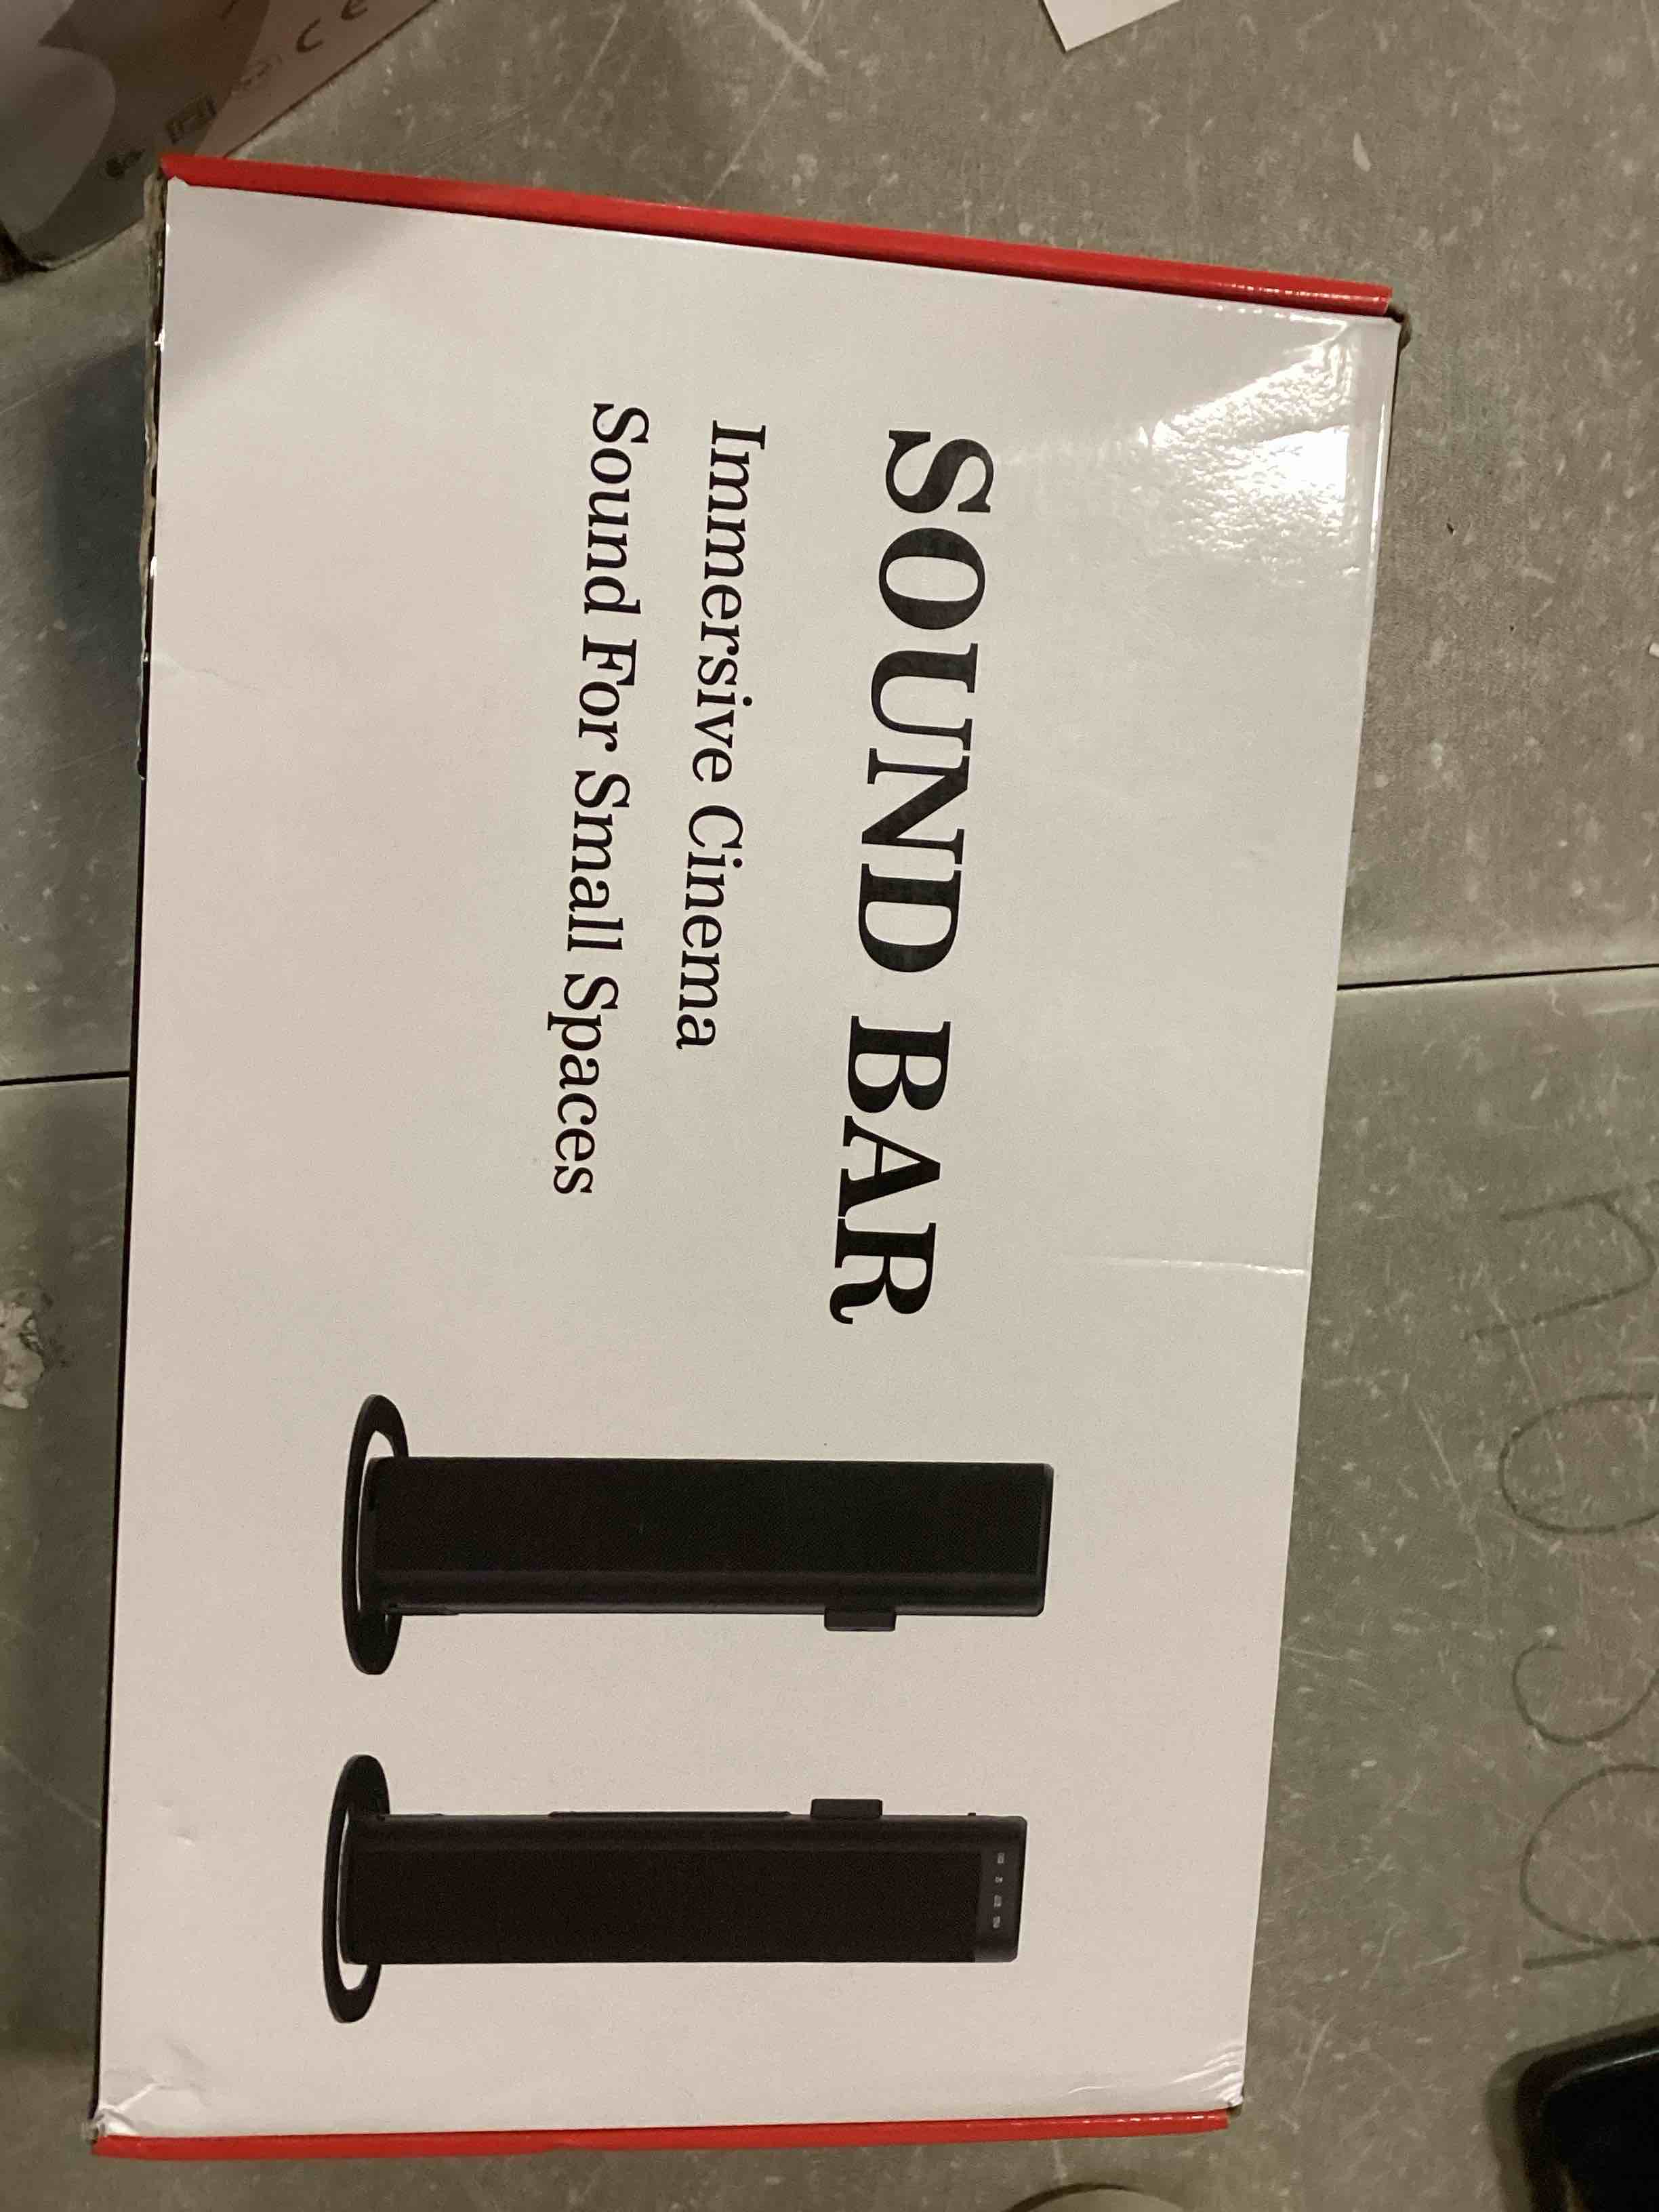 SOUND BAR
Immersive Cinema
Sound For Small Spaces